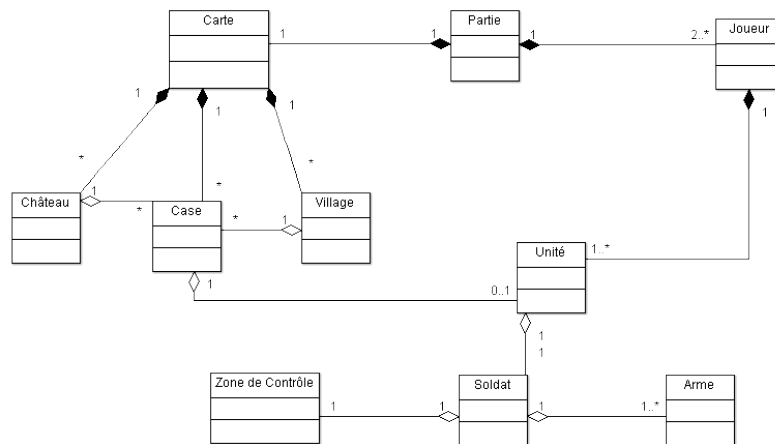 Carte
Partie
Joueur
1
1
1
2..*
1
1
1
1
*
*
*
Château
1
*
Case
*
1
Village
Unité
1..*
1
0..1
1
1
Zone de Contrôle
1
1
Soldat
1
1..*
Arme